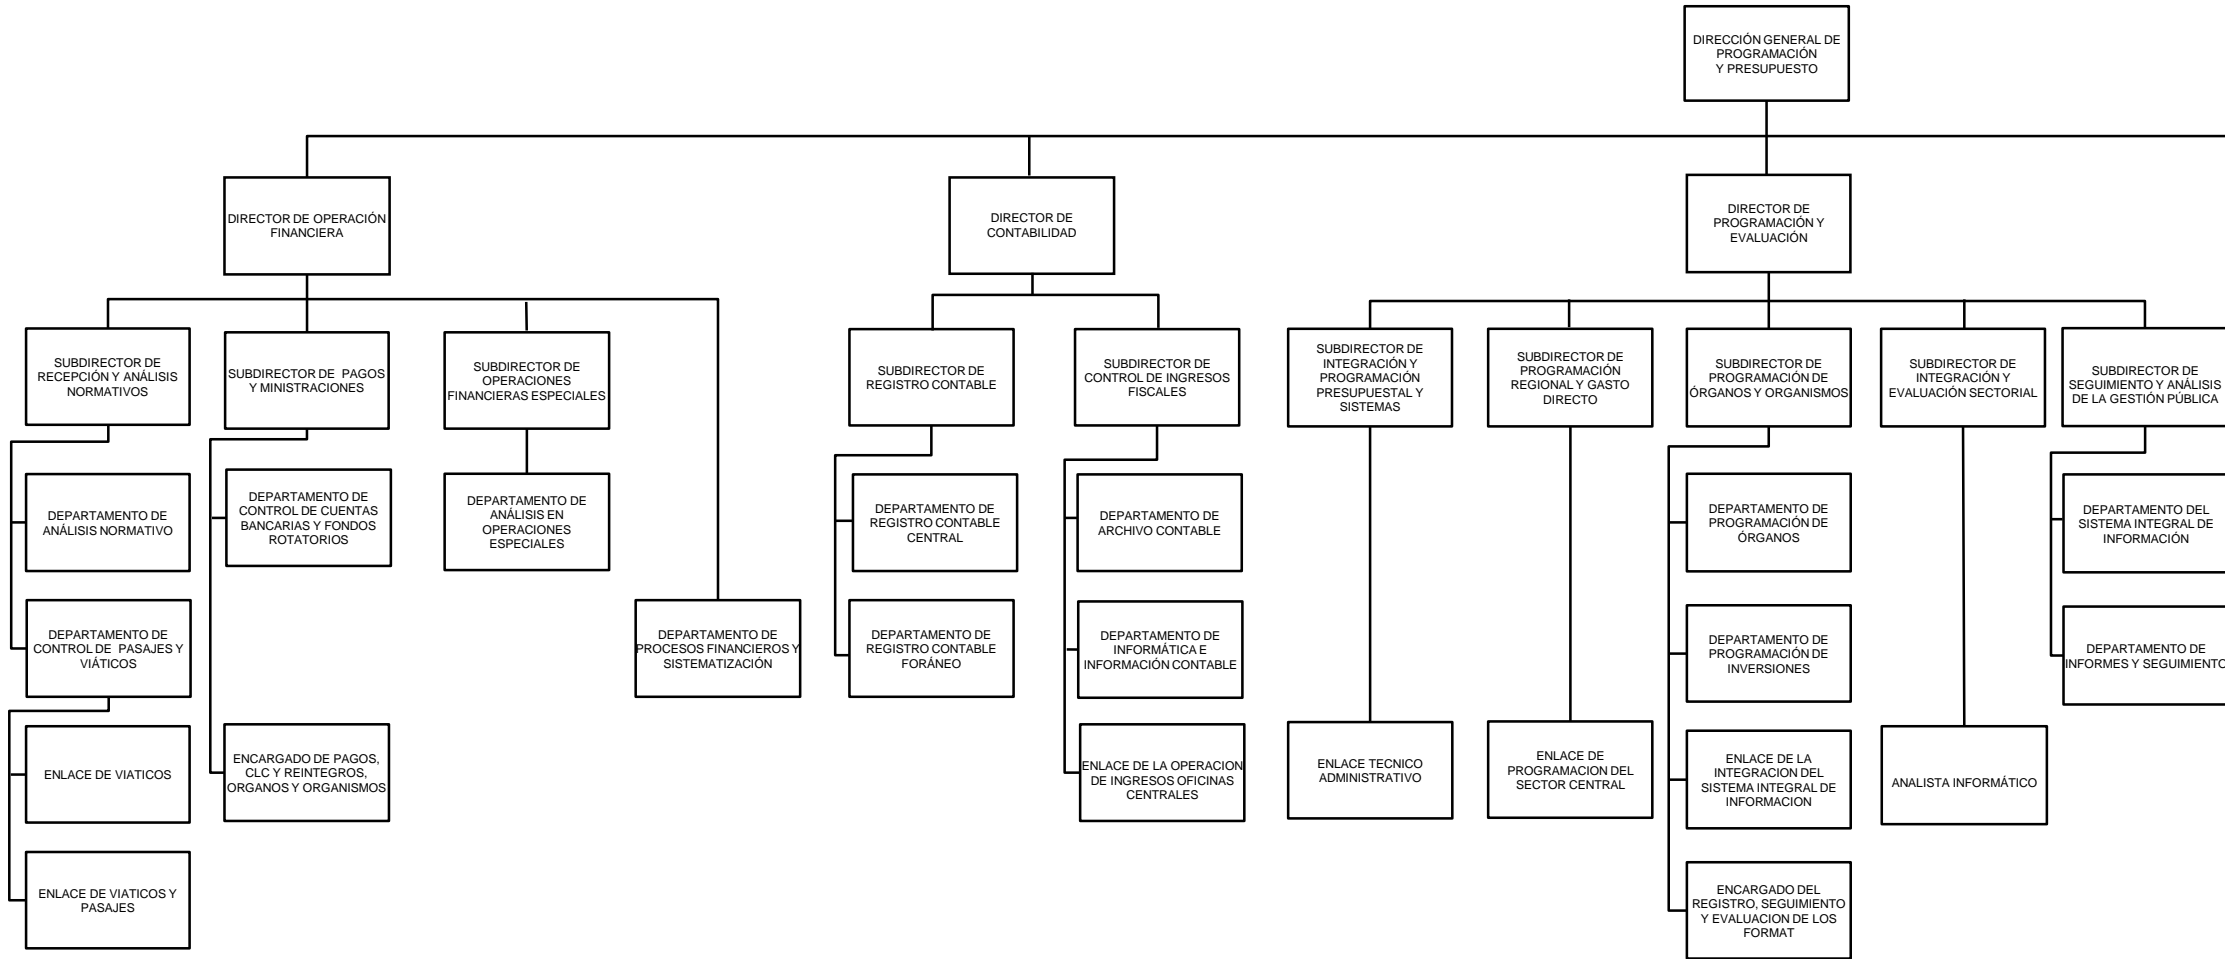 DIRECCIÓN GENERAL DE
PROGRAMACIÓN
Y PRESUPUESTO
DIRECTOR DE OPERACIÓN
FINANCIERA
DIRECTOR DE
CONTABILIDAD
DIRECTOR DE
PROGRAMACIÓN Y
EVALUACIÓN
SUBDIRECTOR DE
RECEPCIÓN Y ANÁLISIS
NORMATIVOS
SUBDIRECTOR DE PAGOS
Y MINISTRACIONES
SUBDIRECTOR DE
OPERACIONES
FINANCIERAS ESPECIALES
SUBDIRECTOR DE
REGISTRO CONTABLE
SUBDIRECTOR DE
CONTROL DE INGRESOS
FISCALES
SUBDIRECTOR DE
INTEGRACIÓN Y
PROGRAMACIÓN
PRESUPUESTAL Y
SISTEMAS
SUBDIRECTOR DE
PROGRAMACIÓN
REGIONAL Y GASTO
DIRECTO
SUBDIRECTOR DE
PROGRAMACIÓN DE
ÓRGANOS Y ORGANISMOS
SUBDIRECTOR DE
INTEGRACIÓN Y
EVALUACIÓN SECTORIAL
SUBDIRECTOR DE
SEGUIMIENTO Y ANÁLISIS
DE LA GESTIÓN PÚBLICA
DEPARTAMENTO DE
ANÁLISIS NORMATIVO
DEPARTAMENTO DE
CONTROL DE CUENTAS
BANCARIAS Y FONDOS
ROTATORIOS
DEPARTAMENTO DE
ANÁLISIS EN
OPERACIONES
ESPECIALES
DEPARTAMENTO DE
REGISTRO CONTABLE
CENTRAL
DEPARTAMENTO DE
ARCHIVO CONTABLE
DEPARTAMENTO DE
PROGRAMACIÓN DE
ÓRGANOS
DEPARTAMENTO DEL
SISTEMA INTEGRAL DE
INFORMACIÓN
DEPARTAMENTO DE
CONTROL DE PASAJES Y
VIÁTICOS
DEPARTAMENTO DE
PROCESOS FINANCIEROS Y
SISTEMATIZACIÓN
DEPARTAMENTO DE
REGISTRO CONTABLE
FORÁNEO
DEPARTAMENTO DE
INFORMÁTICA E
INFORMACIÓN CONTABLE
DEPARTAMENTO DE
PROGRAMACIÓN DE
INVERSIONES
DEPARTAMENTO DE
INFORMES Y SEGUIMIENTO
ENLACE DE VIATICOS
ENCARGADO DE PAGOS,
CLC Y REINTEGROS,
ORGANOS Y ORGANISMOS
ENLACE DE LA OPERACION
DE INGRESOS OFICINAS
CENTRALES
ENLACE TECNICO
ADMINISTRATIVO
ENLACE DE
PROGRAMACION DEL
SECTOR CENTRAL
ENLACE DE LA
INTEGRACION DEL
SISTEMA INTEGRAL DE
INFORMACION
ANALISTA INFORMÁTICO
ENLACE DE VIATICOS Y
PASAJES
ENCARGADO DEL
REGISTRO, SEGUIMIENTO
Y EVALUACION DE LOS
FORMAT